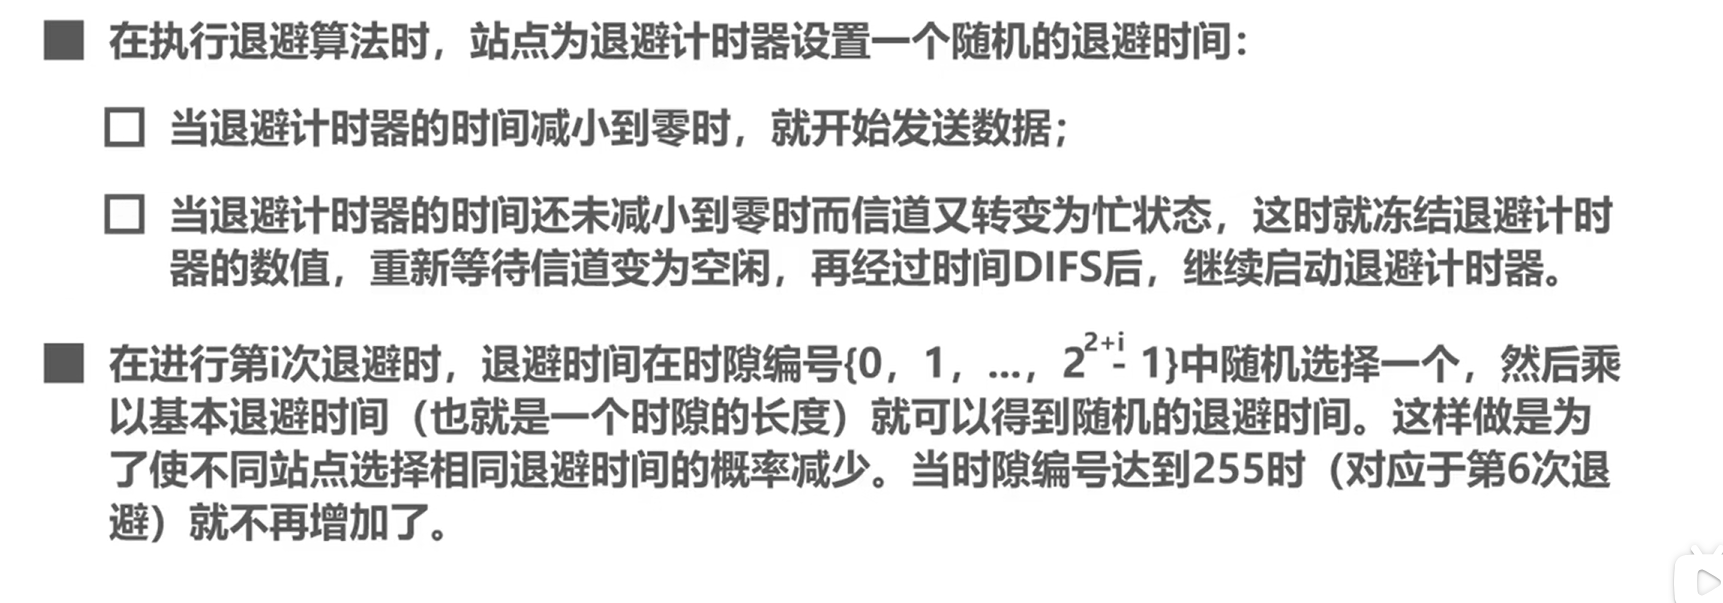 在执行退避算法时，站点为退避计时器设置一个随机的退避时间：
当退避计时器的时间减小到零时，就开始发送数据；
当退避计时器的时间还未减小到零时而信道又转变为忙状态，这时就冻结退避计时
器的数值，重新等待信道变为空闲，再经过时间DIFS后，继续启动退避计时器。
在进行第i次退避时，退避时间在时隙编号{0，1，...，2^{2+i} - 1}中随机选择一个，然后乘
以基本退避时间（也就是一个时隙的长度）就可以得到随机的退避时间。这样做是为
了使不同站点选择相同退避时间的概率减少。当时隙编号达到255时（对应于第6次退
避）就不再增加了。